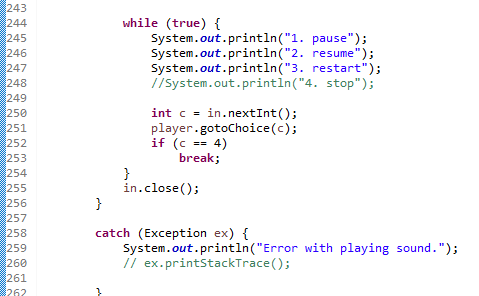 243
244 while (true) {
245 System.out.println("1. pause");
246 System.out.println("2. resume");
247 System.out.println("3. restart");
248 //System.out.println("4. stop");
249
250 int c = in.nextInt();
251 player.gotoChoice(c);
252 if (c == 4)
253 break;
254 }
255 in.close();
256 }
257
258 catch (Exception ex) {
259 System.out.println("Error with playing sound.");
260 // ex.printStackTrace();
261
262 }